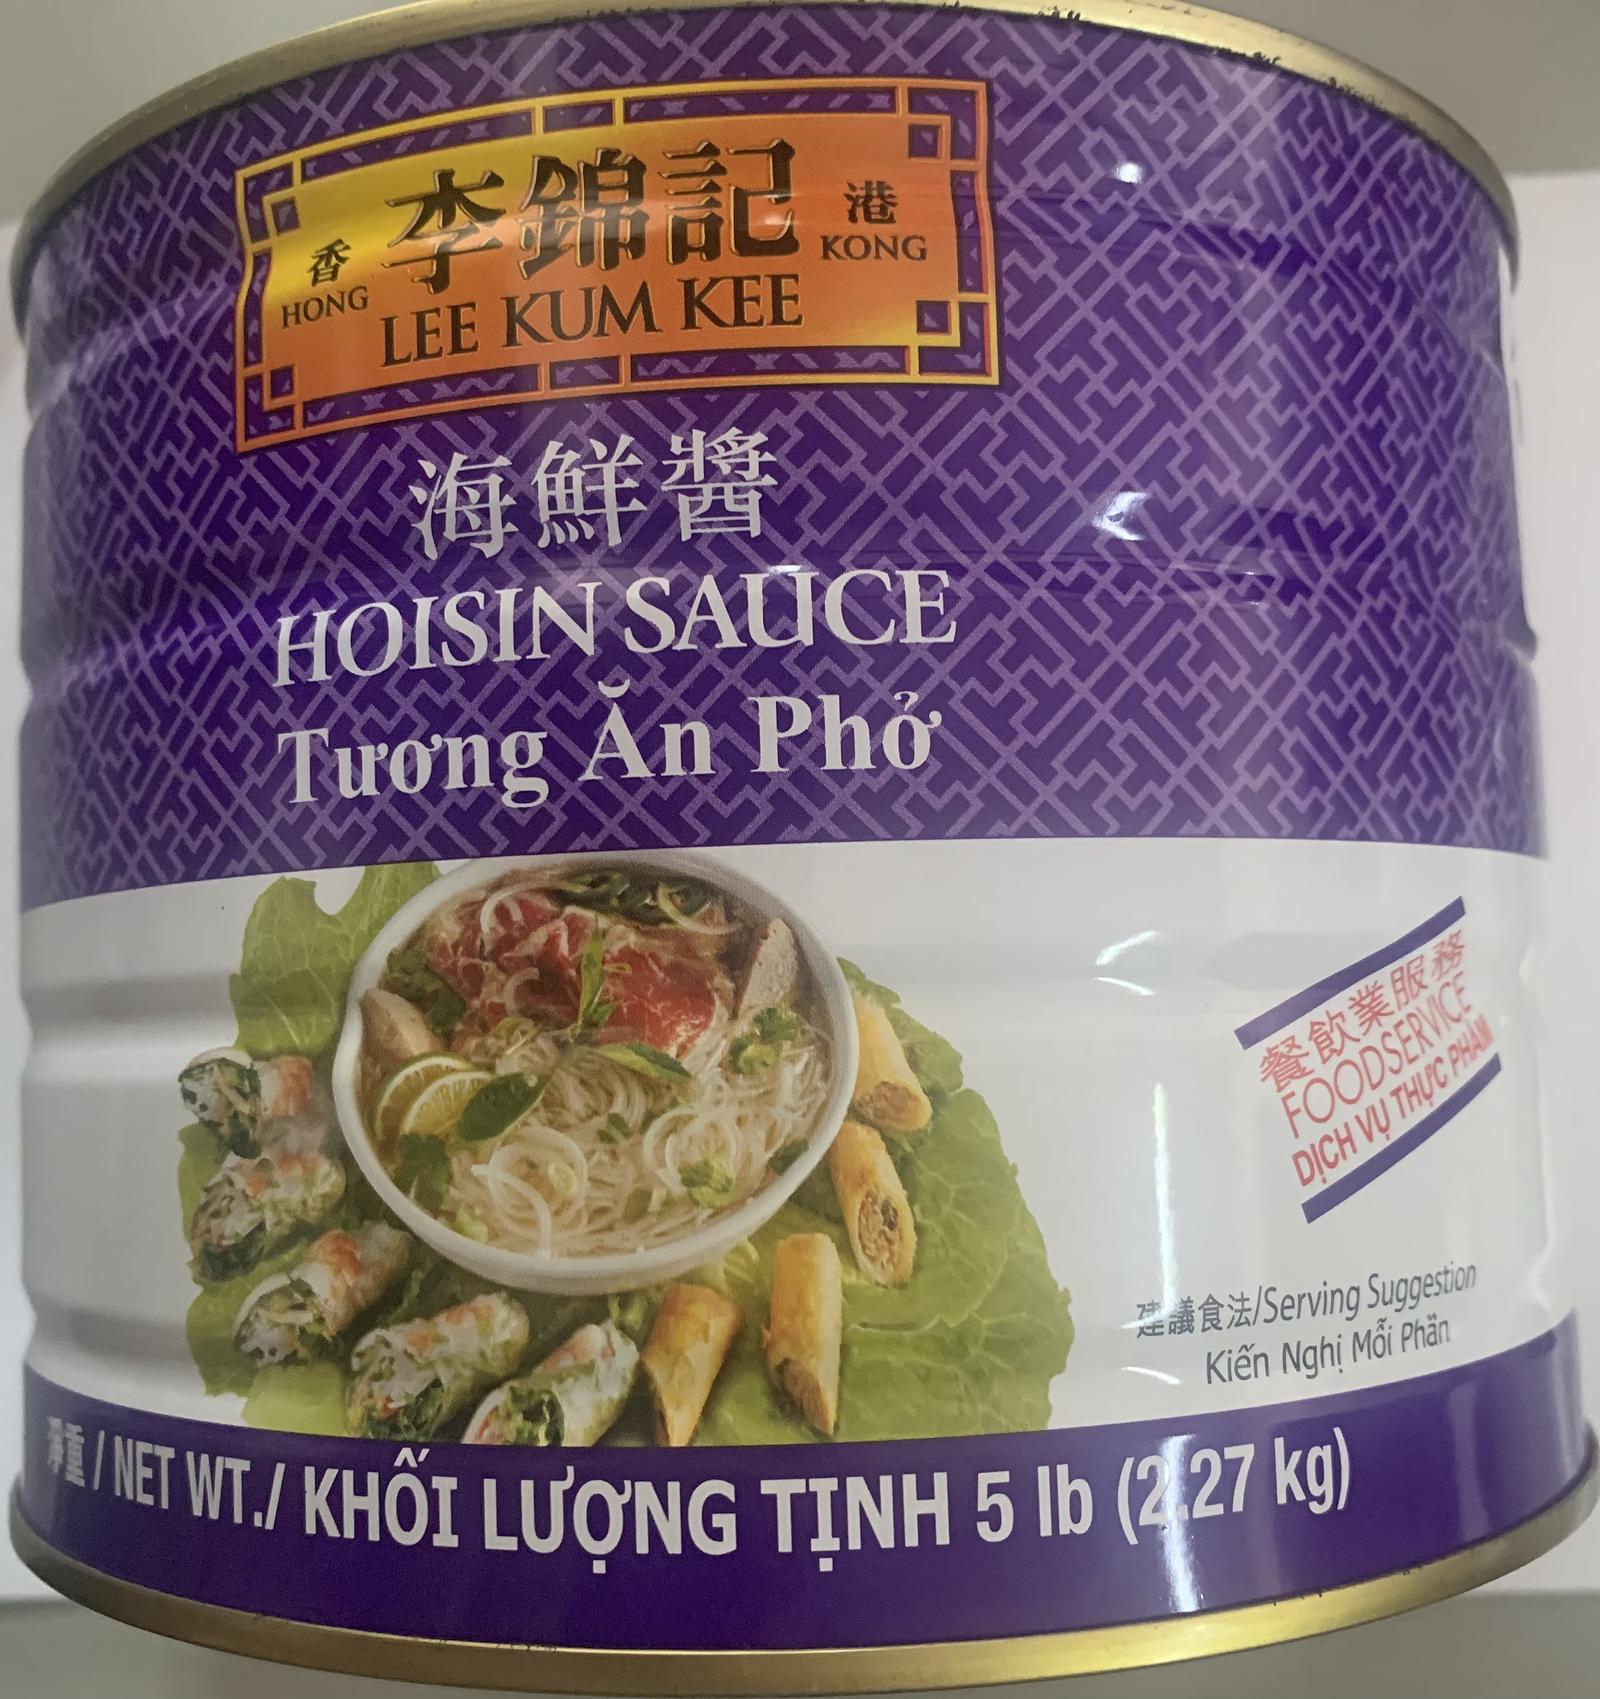 李錦記
香 港
HONG KONG
LEE KUM KEE
海鮮醬
HOISIN SAUCE
Tương Ăn Phở
餐飲業服務
FOODSERVICE
DỊCH VỤ THỰC PHẨM
建議食法/Serving Suggestion
Kiến Nghị Mỗi Phần
淨重 / NET WT./ KHỐI LƯỢNG TỊNH 5 lb (2.27 kg)